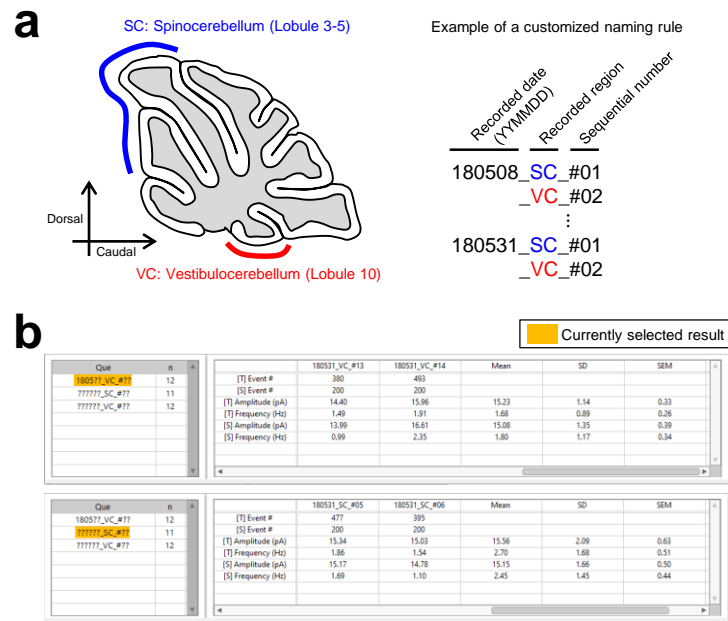 a
SC: Spinocerebellum (Lobule 3-5)
Dorsal
Caudal
VC: Vestibulocerebellum (Lobule 10)
Example of a customized naming rule
Recorded date
(YYMMDD)
Recorded region
Sequential number
180508_SC_#01
_VC_#02
⋮
180531_SC_#01
_VC_#02
b
Currently selected result
Que n
1805??_VC_#?? 12
??????_SC_#?? 11
??????_VC_#?? 12
180531_VC_#13 180531_VC_#14 Mean SD SEM
[T] Event # 380 493
[S] Event # 200 200
[T] Amplitude (pA) 14.40 15.96 15.23 1.14 0.33
[T] Frequency (Hz) 1.49 1.91 1.68 0.89 0.26
[S] Amplitude (pA) 13.99 16.61 15.08 1.35 0.39
[S] Frequency (Hz) 0.99 2.35 1.80 1.17 0.34
Que n
1805??_VC_#?? 12
??????_SC_#?? 11
??????_VC_#?? 12
180531_SC_#05 180531_SC_#06 Mean SD SEM
[T] Event # 477 395
[S] Event # 200 200
[T] Amplitude (pA) 15.34 15.03 15.56 2.09 0.63
[T] Frequency (Hz) 1.86 1.54 2.70 1.68 0.51
[S] Amplitude (pA) 15.17 14.78 15.15 1.66 0.50
[S] Frequency (Hz) 1.69 1.10 2.45 1.45 0.44